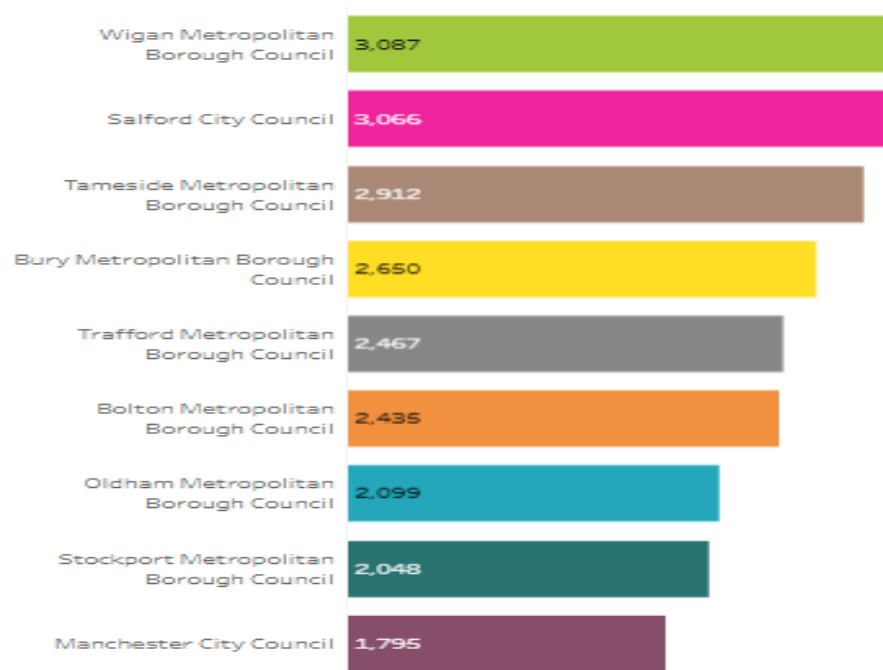 Wigan Metropolitan
Borough Council
3,087
Salford City Council
3,066
Tameside Metropolitan
Borough Council
2,912
Bury Metropolitan Borough
Council
2,650
Trafford Metropolitan
Borough Council
2,467
Bolton Metropolitan
Borough Council
2,435
Oldham Metropolitan
Borough Council
2,099
Stockport Metropolitan
Borough Council
2,048
Manchester City Council
1,795